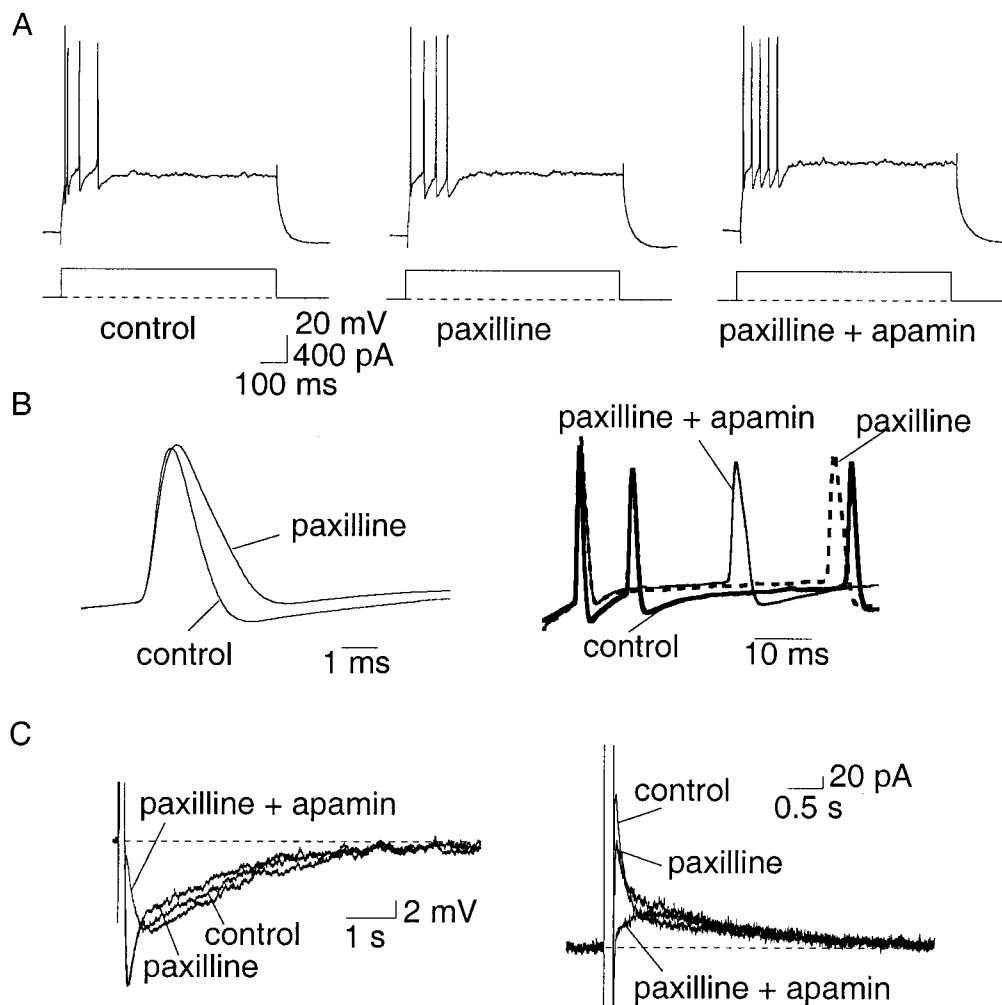 A
control
paxilline
paxilline + apamin
20 mV
400 pA
100 ms
B
paxilline
control
1 ms
paxilline + apamin
paxilline
control
10 ms
C
paxilline + apamin
control
paxilline
2 mV
1 s
20 pA
0.5 s
control
paxilline
paxilline + apamin